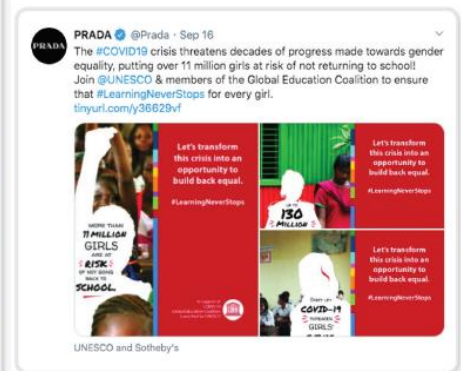 PRADA
PRADA @Prada · Sep 16
The #COVID19 crisis threatens decades of progress made towards gender
equality, putting over 11 million girls at risk of not returning to school!
Join @UNESCO & members of the Global Education Coalition to ensure
that #LearningNeverStops for every girl.
tinyurl.com/y36629vf
MORE THAN
11 MILLION
GIRLS
ARE AT
RISK
OF NOT GOING
BACK TO
SCHOOL.
Let's transform
this crisis into an
opportunity to
build back equal.
#LearningNeverStops
UP TO
130
MILLION
Let's transform
this crisis into an
opportunity to
build back equal.
#LearningNeverStops
COVID-19
GIRLS'
Let's transform
this crisis into an
opportunity to
build back equal.
#LearningNeverStops
UNESCO and Sotheby's